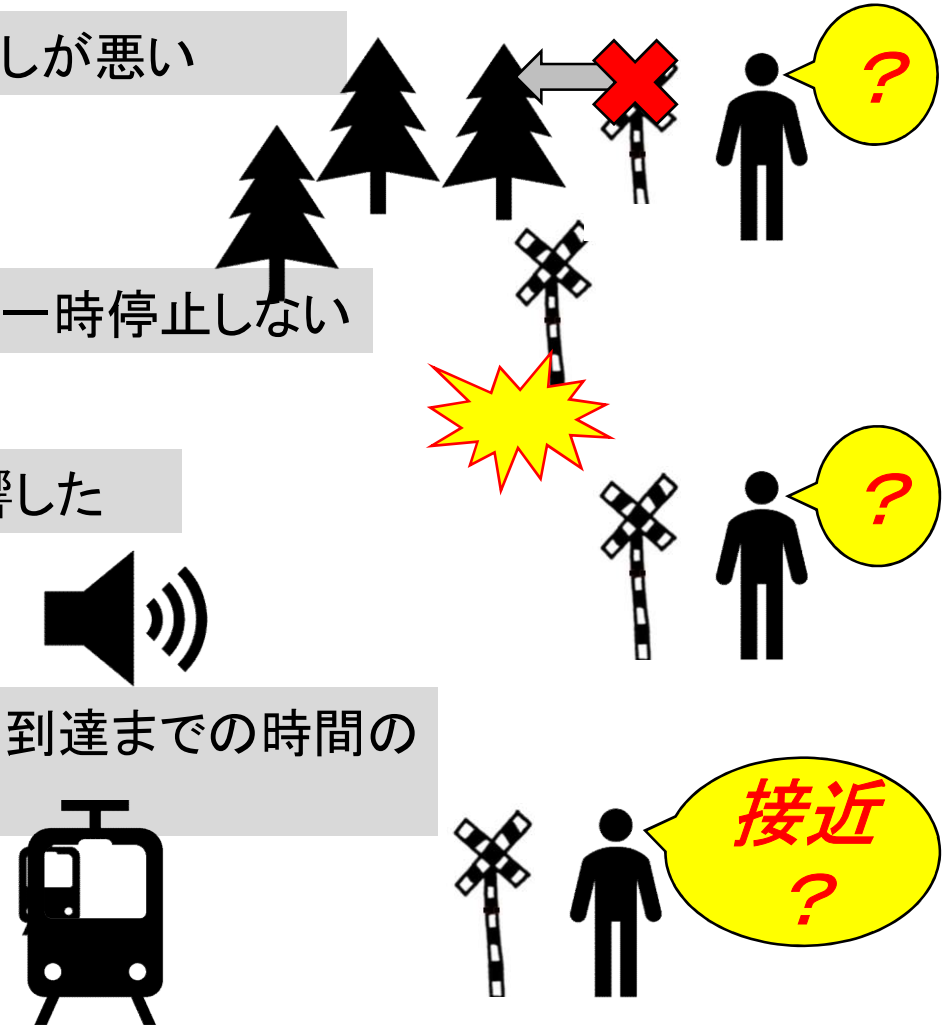 しが悪い
？
一時停止しない
響した
？
到達までの時間の
接近
？